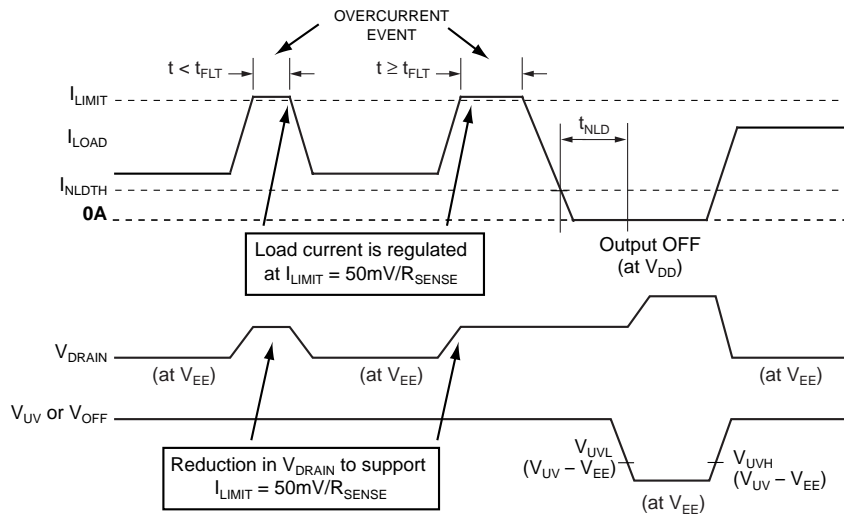 OVERCURRENT
EVENT
t < tFLT
t ≥ tFLT
ILIMIT
ILOAD
tNLD
INLDTH
0A
Load current is regulated
at ILIMIT = 50mV/RSENSE
Output OFF
(at VDD)
VDRAIN
(at VEE)
(at VEE)
(at VEE)
VUV or VOFF
Reduction in VDRAIN to support
ILIMIT = 50mV/RSENSE
VUVL
(VUV – VEE)
VUVH
(VUV – VEE)
(at VEE)